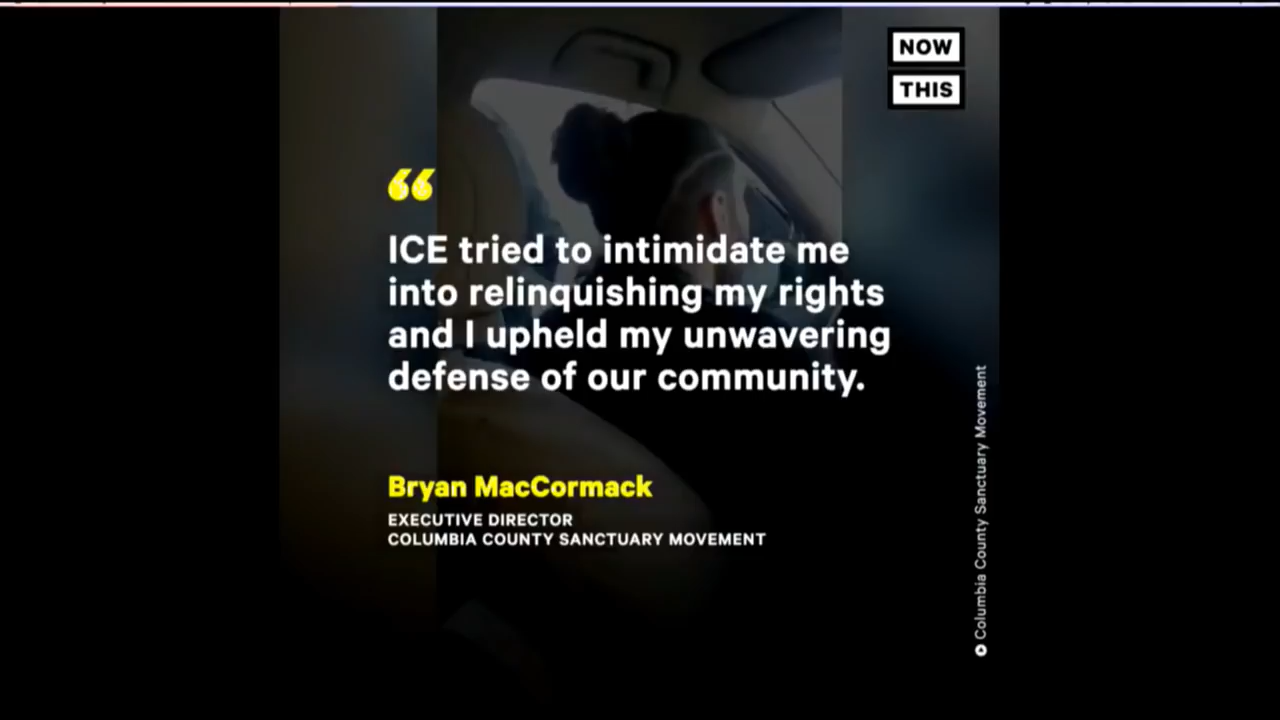 NOW
THIS
“
ICE tried to intimidate me
into relinquishing my rights
and I upheld my unwavering
defense of our community.
Bryan MacCormack
EXECUTIVE DIRECTOR
COLUMBIA COUNTY SANCTUARY MOVEMENT
Columbia County Sanctuary Movement